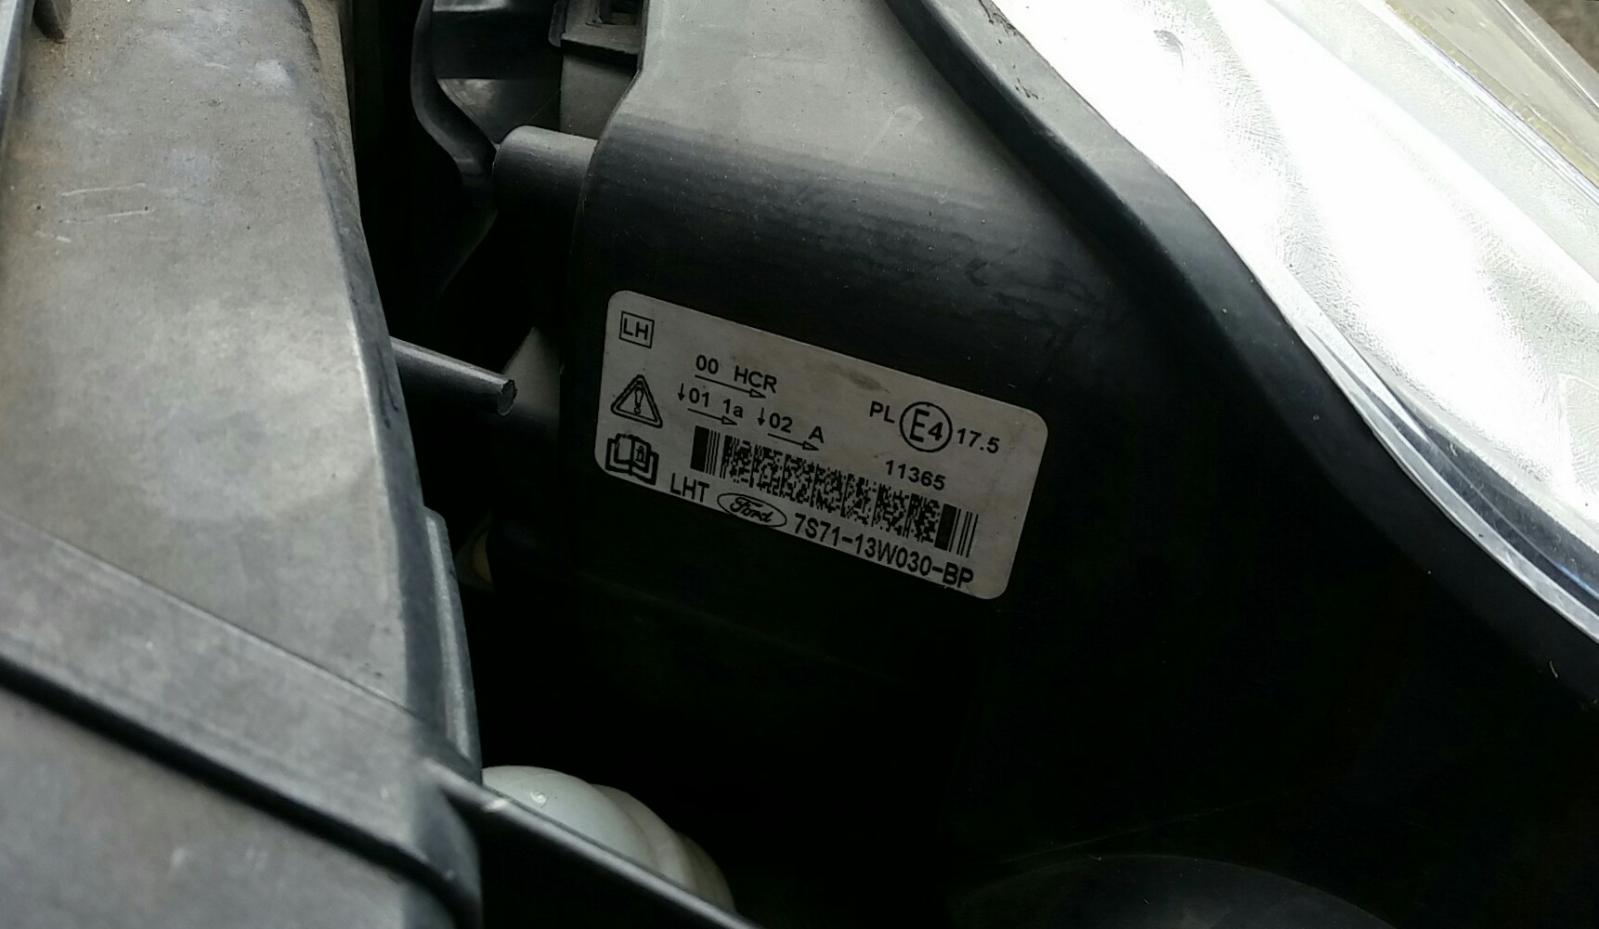 LH
00 HCR
↓01 1a ↓02 A
PL E4 17.5
11365
LHT Ford 7S71-13W030-BP